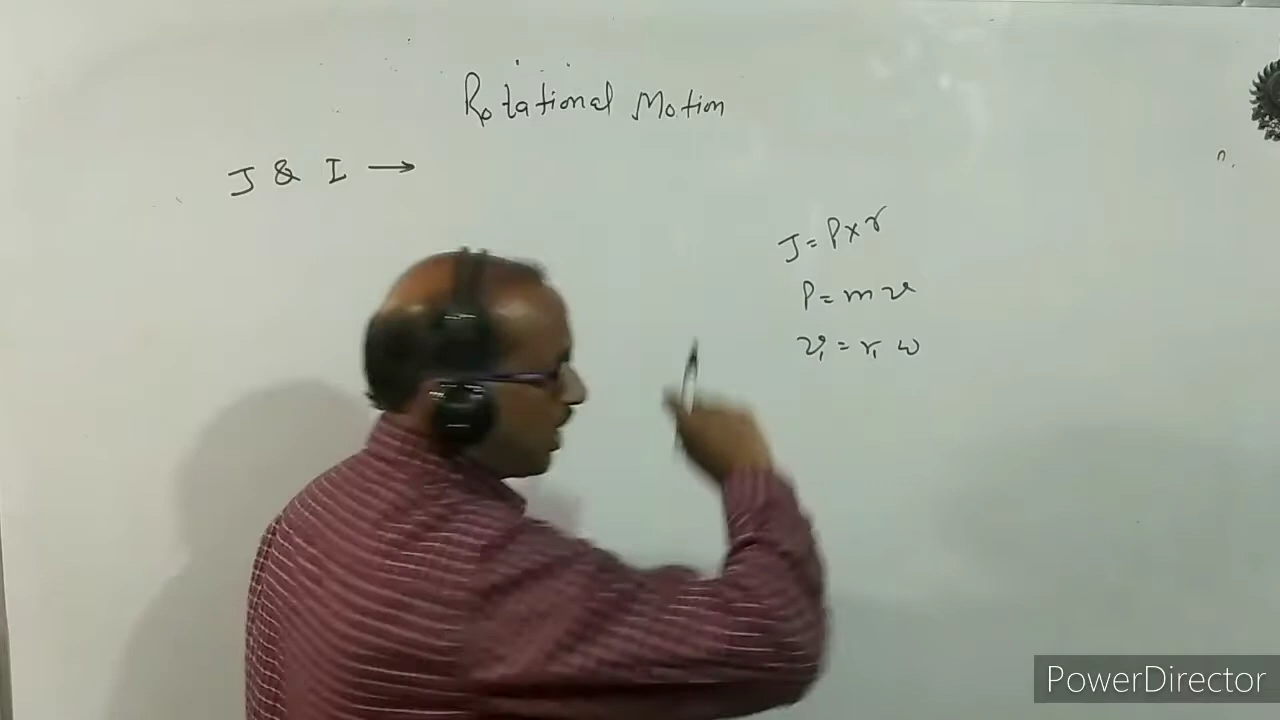 Rotational Motion
J & I →
J = P × r
P = m v
v₁ = r₁ ω
n.
PowerDirector